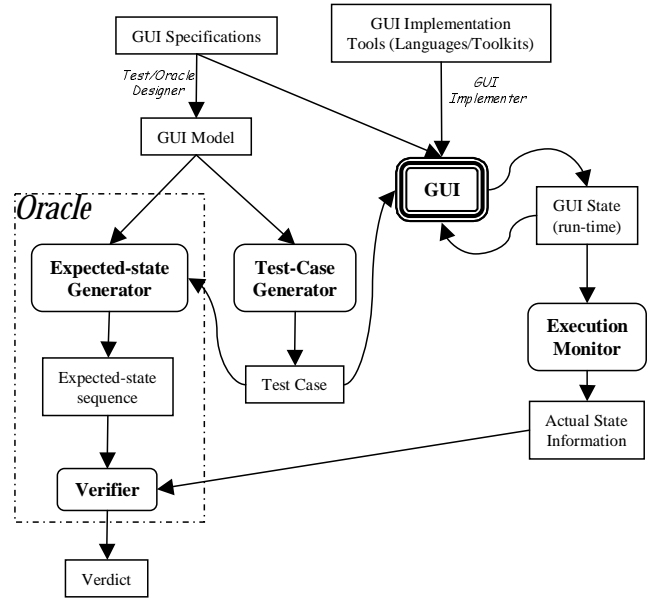 GUI Specifications
GUI Implementation
Tools (Languages/Toolkits)
Test/Oracle
Designer
GUI
Implementer
GUI Model
GUI
Oracle
GUI State
(run-time)
Expected-state
Generator
Test-Case
Generator
Execution
Monitor
Expected-state
sequence
Test Case
Actual State
Information
Verifier
Verdict